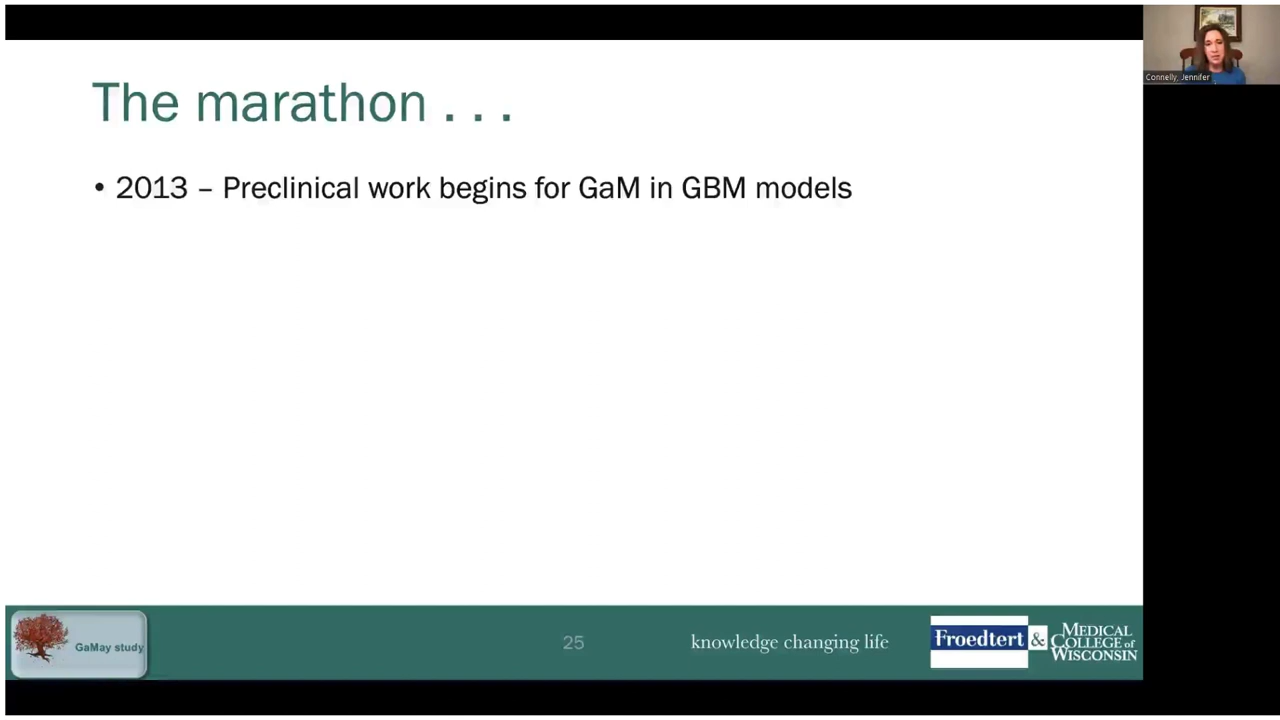 The marathon . . .
• 2013 – Preclinical work begins for GaM in GBM models
Connelly, Jennifer
GaMay study
25
knowledge changing life
Froedtert & MEDICAL
COLLEGE of
WISCONSIN